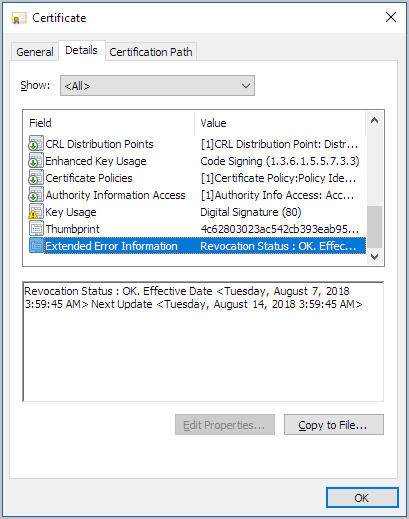 Certificate
General Details Certification Path
Show: <All>
Field Value
CRL Distribution Points [1]CRL Distribution Point: Distr...
Enhanced Key Usage Code Signing (1.3.6.1.5.5.7.3.3)
Certificate Policies [1]Certificate Policy:Policy Ide...
Authority Information Access [1]Authority Info Access: Acc...
Key Usage Digital Signature (80)
Thumbprint 4c62803023ac542cb393eab95...
Extended Error Information Revocation Status : OK. Effec...
Revocation Status : OK. Effective Date <Tuesday, August 7, 2018
3:59:45 AM> Next Update <Tuesday, August 14, 2018 3:59:45 AM>
Edit Properties... Copy to File...
OK